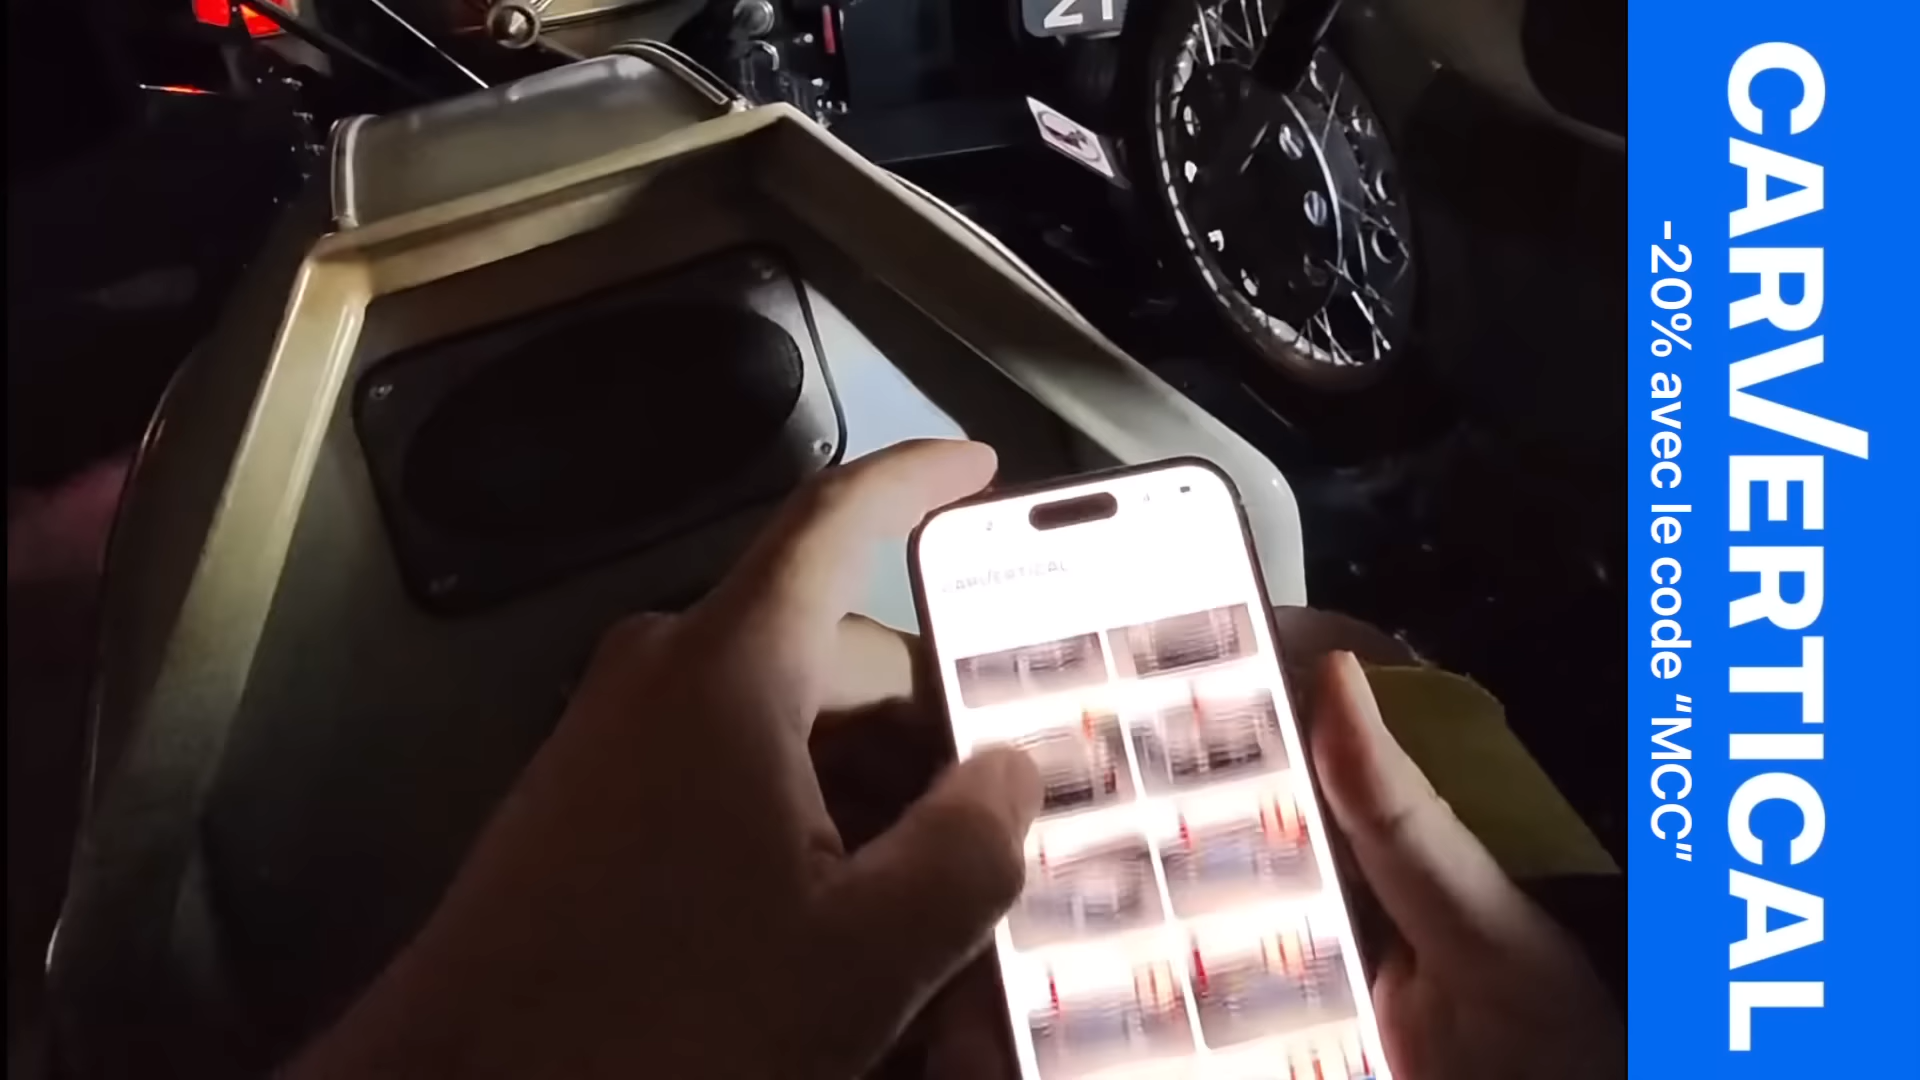 21
CARVERTICAL
CARVERTICAL
-20% avec le code "MCC"